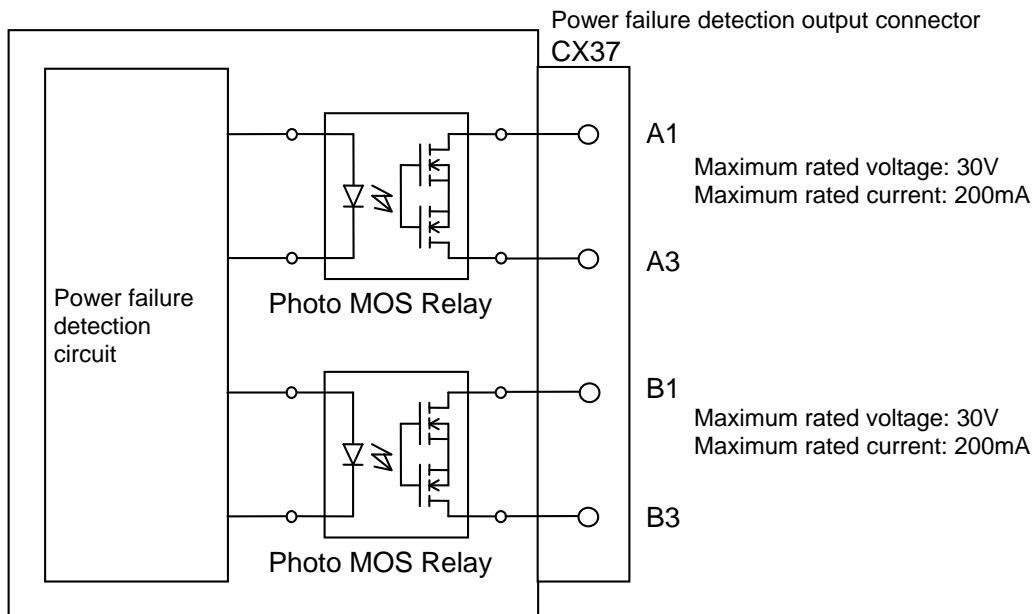 Power failure detection output connector
CX37
A1
Maximum rated voltage: 30V
Maximum rated current: 200mA
A3
Photo MOS Relay
Power failure
detection
circuit
B1
Maximum rated voltage: 30V
Maximum rated current: 200mA
B3
Photo MOS Relay